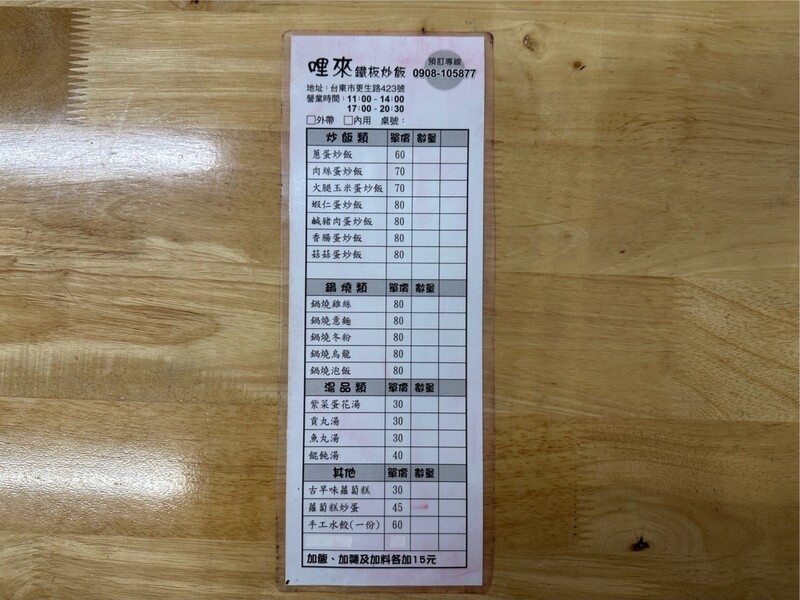 哩來鐵板炒飯 預訂專線 0908-105877
地址：台東市更生路423號
營業時間：11:00 - 14:00
17:00 - 20:30
□外帶 □內用 桌號：
炒飯類 單價 數量
蔥蛋炒飯 60
肉絲蛋炒飯 70
火腿玉米蛋炒飯 70
蝦仁蛋炒飯 80
鹹豬肉蛋炒飯 80
香腸蛋炒飯 80
菇菇蛋炒飯 80
鍋燒類 單價 數量
鍋燒雞絲 80
鍋燒意麵 80
鍋燒冬粉 80
鍋燒烏龍 80
鍋燒泡飯 80
湯品類 單價 數量
紫菜蛋花湯 30
貢丸湯 30
魚丸湯 30
餛飩湯 40
其他 單價 數量
古早味蘿蔔糕 30
蘿蔔糕炒蛋 45
手工水餃(一份) 60
加飯、加麵及加料各加15元